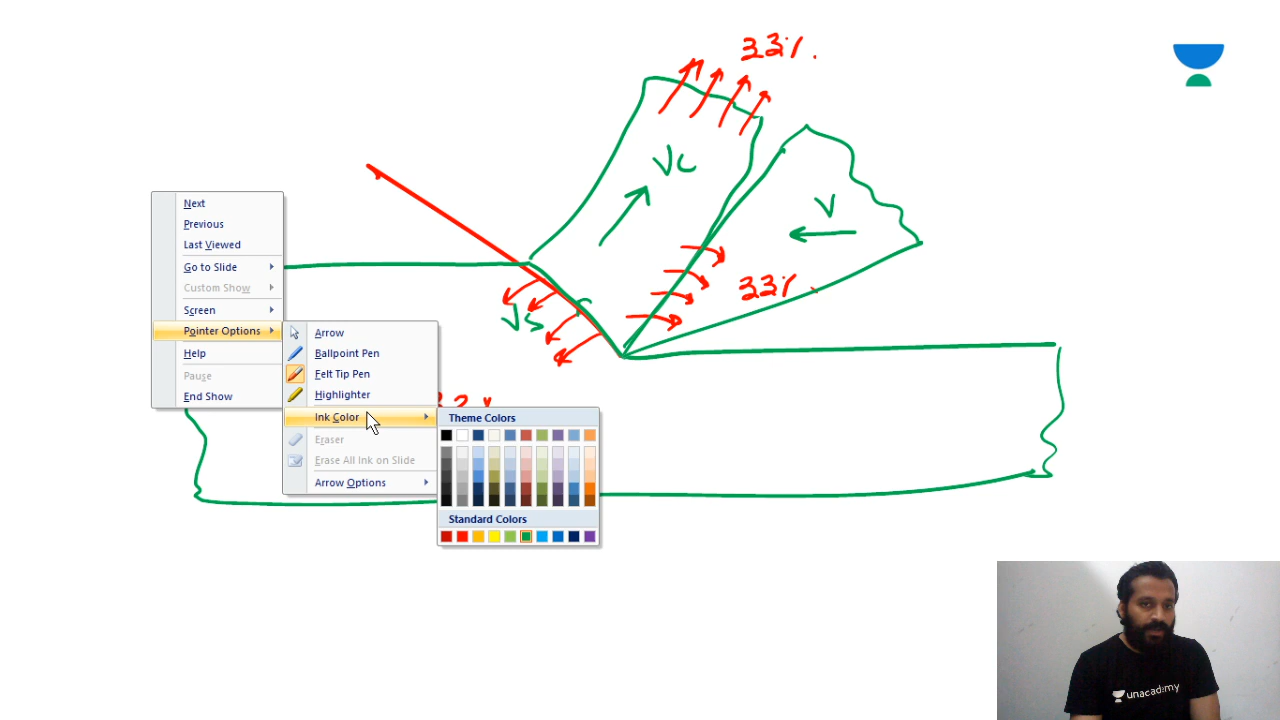 33%.
Vc
V
33%.
Vs
Next
Previous
Last Viewed
Go to Slide
Custom Show
Screen
Pointer Options
Help
Pause
End Show
Arrow
Ballpoint Pen
Felt Tip Pen
Highlighter
Ink Color
Eraser
Erase All Ink on Slide
Arrow Options
Theme Colors
Standard Colors
unacademy